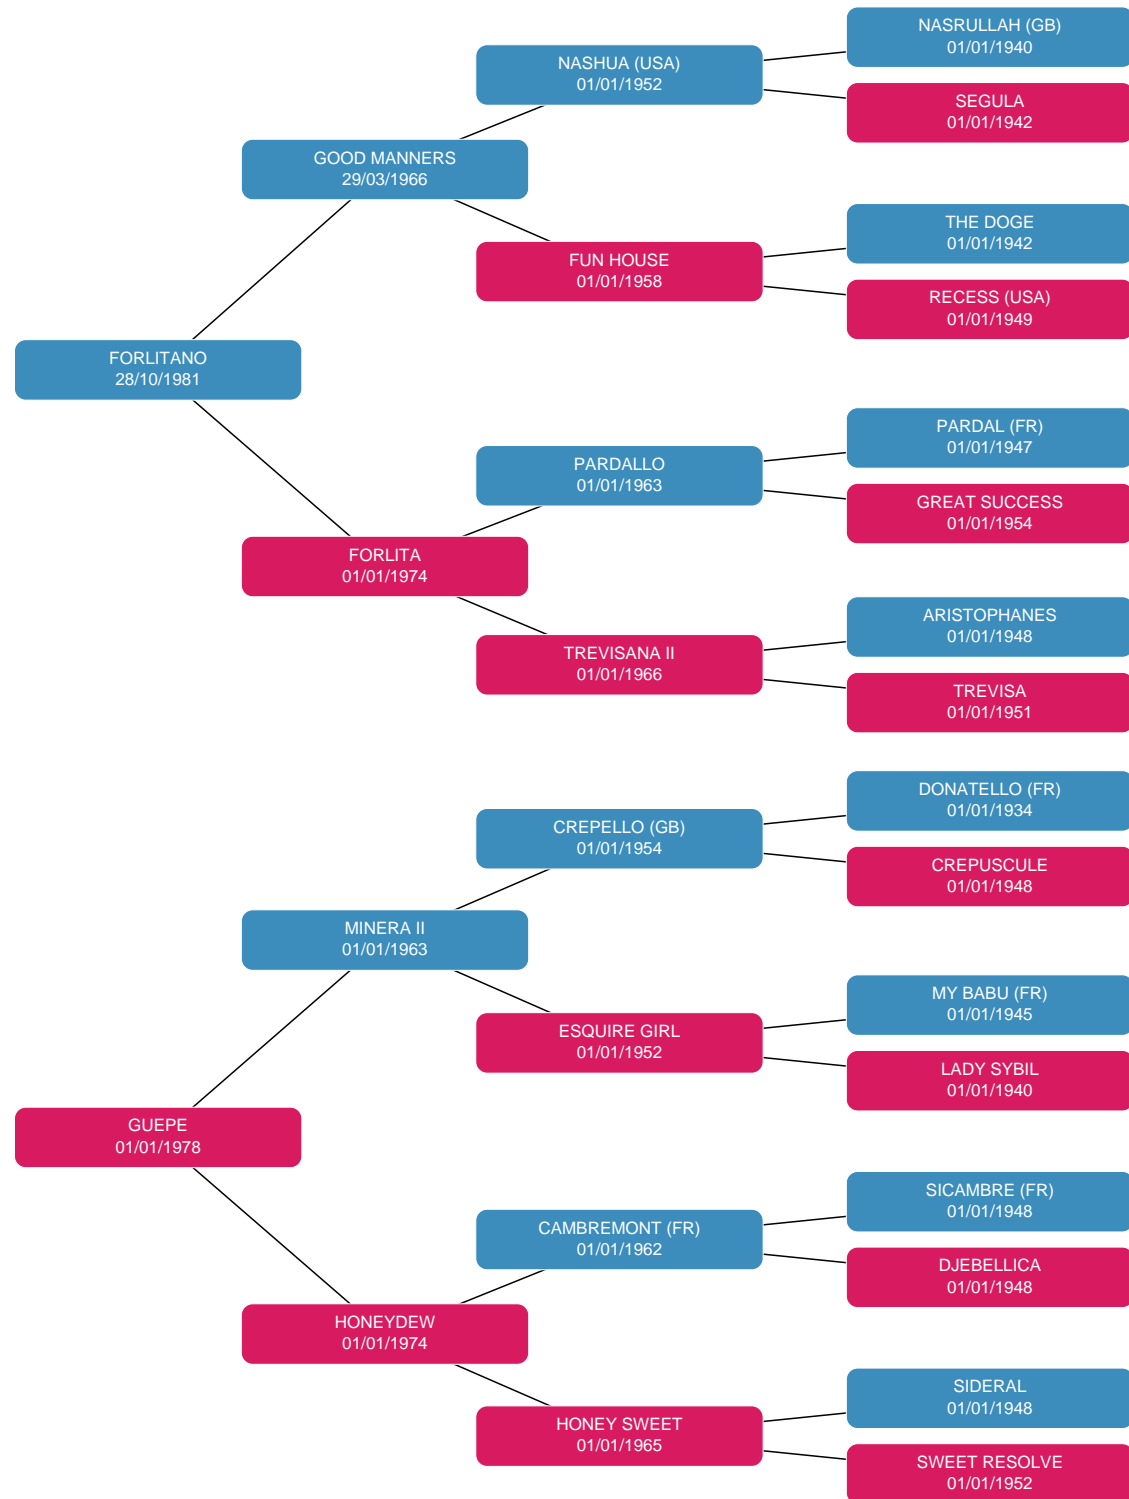 NASRULLAH (GB)
01/01/1940
NASHUA (USA)
01/01/1952
SEGULA
01/01/1942
GOOD MANNERS
29/03/1966
THE DOGE
01/01/1942
FUN HOUSE
01/01/1958
RECESS (USA)
01/01/1949
FORLITANO
28/10/1981
PARDAL (FR)
01/01/1947
PARDALLO
01/01/1963
GREAT SUCCESS
01/01/1954
FORLITA
01/01/1974
ARISTOPHANES
01/01/1948
TREVISANA II
01/01/1966
TREVISA
01/01/1951
DONATELLO (FR)
01/01/1934
CREPELLO (GB)
01/01/1954
CREPUSCULE
01/01/1948
MINERA II
01/01/1963
MY BABU (FR)
01/01/1945
ESQUIRE GIRL
01/01/1952
LADY SYBIL
01/01/1940
GUEPE
01/01/1978
SICAMBRE (FR)
01/01/1948
CAMBREMONT (FR)
01/01/1962
DJEBELLICA
01/01/1948
HONEYDEW
01/01/1974
SIDERAL
01/01/1948
HONEY SWEET
01/01/1965
SWEET RESOLVE
01/01/1952